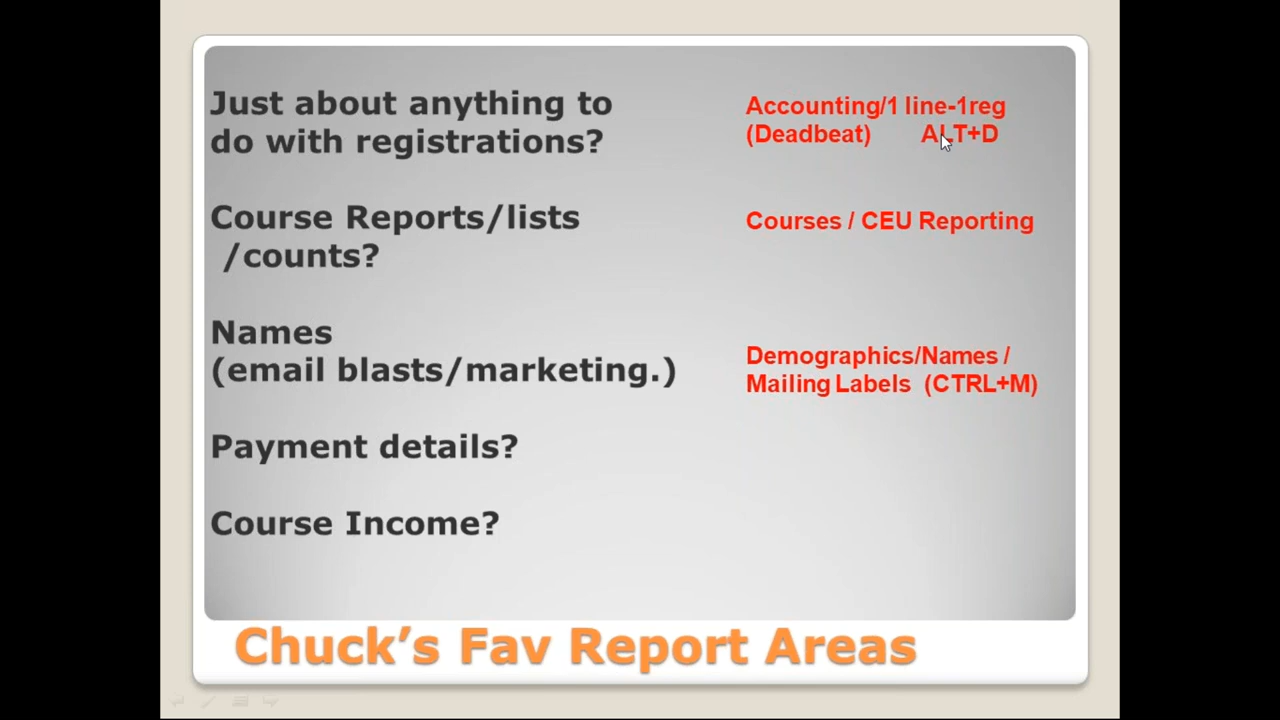 Just about anything to
do with registrations?
Accounting/1 line-1reg
(Deadbeat) ALT+D
Course Reports/lists
/counts?
Courses / CEU Reporting
Names
(email blasts/marketing.)
Demographics/Names /
Mailing Labels (CTRL+M)
Payment details?
Course Income?
Chuck's Fav Report Areas